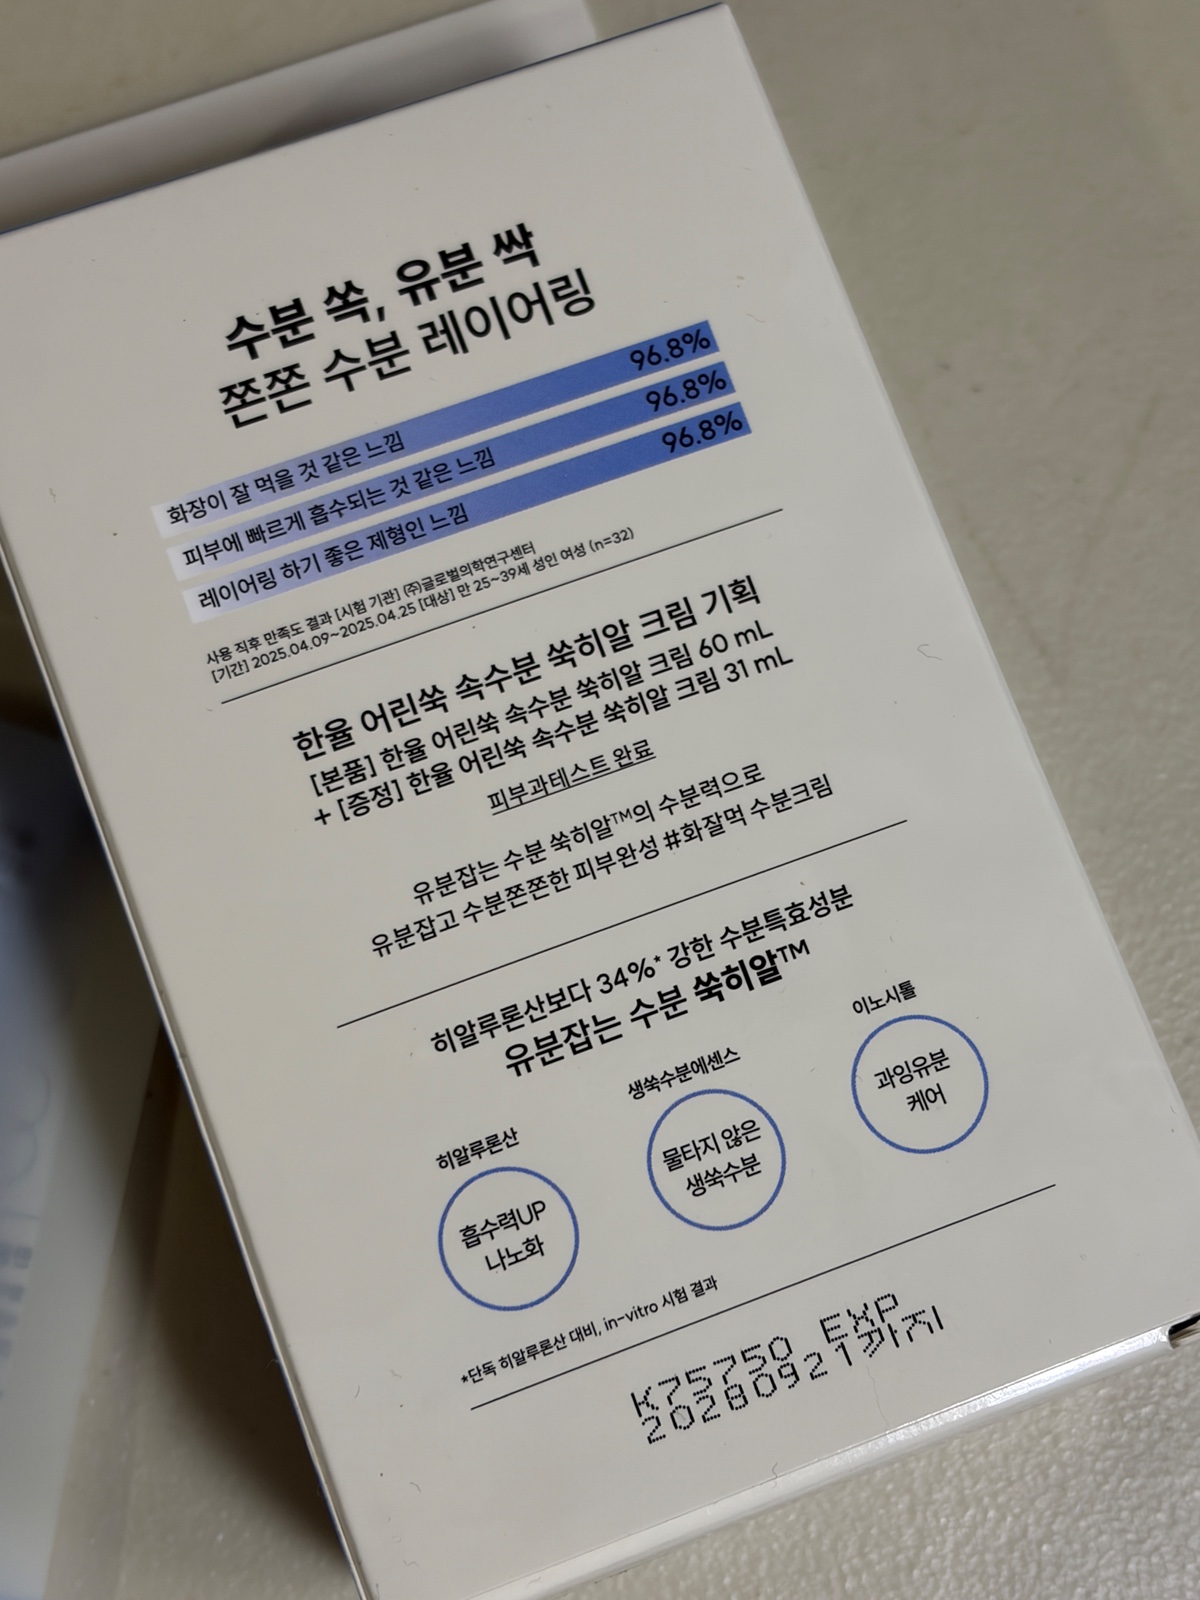 수분 쏙, 유분 싹
쫀쫀 수분 레이어링
화장이 잘 먹을 것 같은 느낌 96.8%
피부에 빠르게 흡수되는 것 같은 느낌 96.8%
레이어링 하기 좋은 제형인 느낌 96.8%
사용 직후 만족도 결과 [시험 기관] (주)글로벌의학연구센터
[기간] 2025.04.09~2025.04.25 [대상] 만 25~39세 성인 여성 (n=32)
한율 어린쑥 속수분 쑥히알 크림 기획
[본품] 한율 어린쑥 속수분 쑥히알 크림 60 mL
+ [증정] 한율 어린쑥 속수분 쑥히알 크림 31 mL
피부과테스트 완료
유분잡는 수분 쑥히알™의 수분력으로
유분잡고 수분쫀쫀한 피부완성 #화잘먹 수분크림
히알루론산보다 34%* 강한 수분특효성분
유분잡는 수분 쑥히알™
히알루론산
흡수력UP
나노화
생쑥수분에센스
물타지 않은
생쑥수분
이노시톨
과잉유분
케어
*단독 히알루론산 대비, in-vitro 시험 결과
K75750 EXP
20280921까지